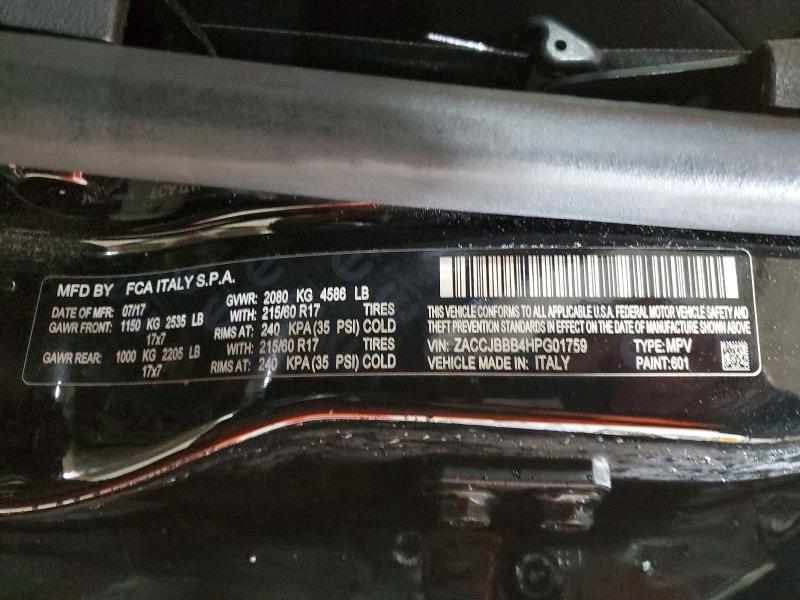 MFD BY FCA ITALY S.P.A.
DATE OF MFR: 07/17 GVWR: 2080 KG 4586 LB
GAWR FRONT: 1150 KG 2535 LB WITH: 215/60 R17 TIRES
17x7 RIMS AT: 240 KPA (35 PSI) COLD
GAWR REAR: 1000 KG 2205 LB WITH: 215/60 R17 TIRES
17x7 RIMS AT: 240 KPA (35 PSI) COLD
THIS VEHICLE CONFORMS TO ALL APPLICABLE U.S.A. FEDERAL MOTOR VEHICLE SAFETY
AND THEFT PREVENTION STANDARDS IN EFFECT ON THE DATE OF MANUFACTURE SHOWN ABOVE.
VIN: ZACCJBBB4HPG01759 TYPE: MPV
VEHICLE MADE IN: ITALY PAINT: 601